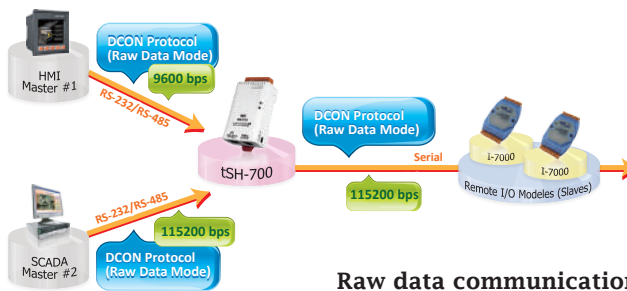 DCON Protocol
(Raw Data Mode)
9600 bps
HMI
Master #1
RS-232/RS-485
tSH-700
DCON Protocol
(Raw Data Mode)
Serial
115200 bps
I-7000
I-7000
Remote I/O Modeles (Slaves)
RS-232/RS-485
115200 bps
SCADA
Master #2
DCON Protocol
(Raw Data Mode)
Raw data communication